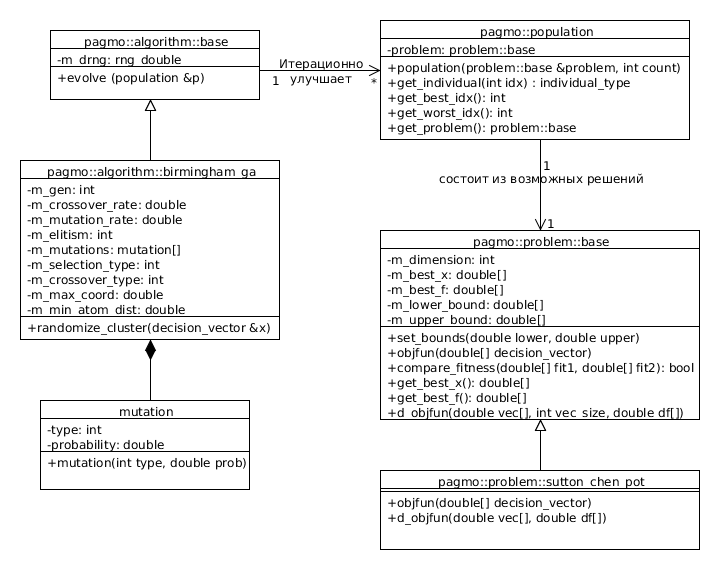 pagmo::algorithm::base
-m_drng: rng_double
+evolve (population &p)
Итерационно
улучшает
1
*
pagmo::population
-problem: problem::base
+population(problem::base &problem, int count)
+get_individual(int idx) : individual_type
+get_best_idx(): int
+get_worst_idx(): int
+get_problem(): problem::base
1
состоит из возможных решений
1
pagmo::algorithm::birmingham_ga
-m_gen: int
-m_crossover_rate: double
-m_mutation_rate: double
-m_elitism: int
-m_mutations: mutation[]
-m_selection_type: int
-m_crossover_type: int
-m_max_coord: double
-m_min_atom_dist: double
+randomize_cluster(decision_vector &x)
pagmo::problem::base
-m_dimension: int
-m_best_x: double[]
-m_best_f: double[]
-m_lower_bound: double[]
-m_upper_bound: double[]
+set_bounds(double lower, double upper)
+objfun(double[] decision_vector)
+compare_fitness(double[] fit1, double[] fit2): bool
+get_best_x(): double[]
+get_best_f(): double[]
+d_objfun(double vec[], int vec_size, double df[])
mutation
-type: int
-probability: double
+mutation(int type, double prob)
pagmo::problem::sutton_chen_pot
+objfun(double[] decision_vector)
+d_objfun(double vec[], double df[])